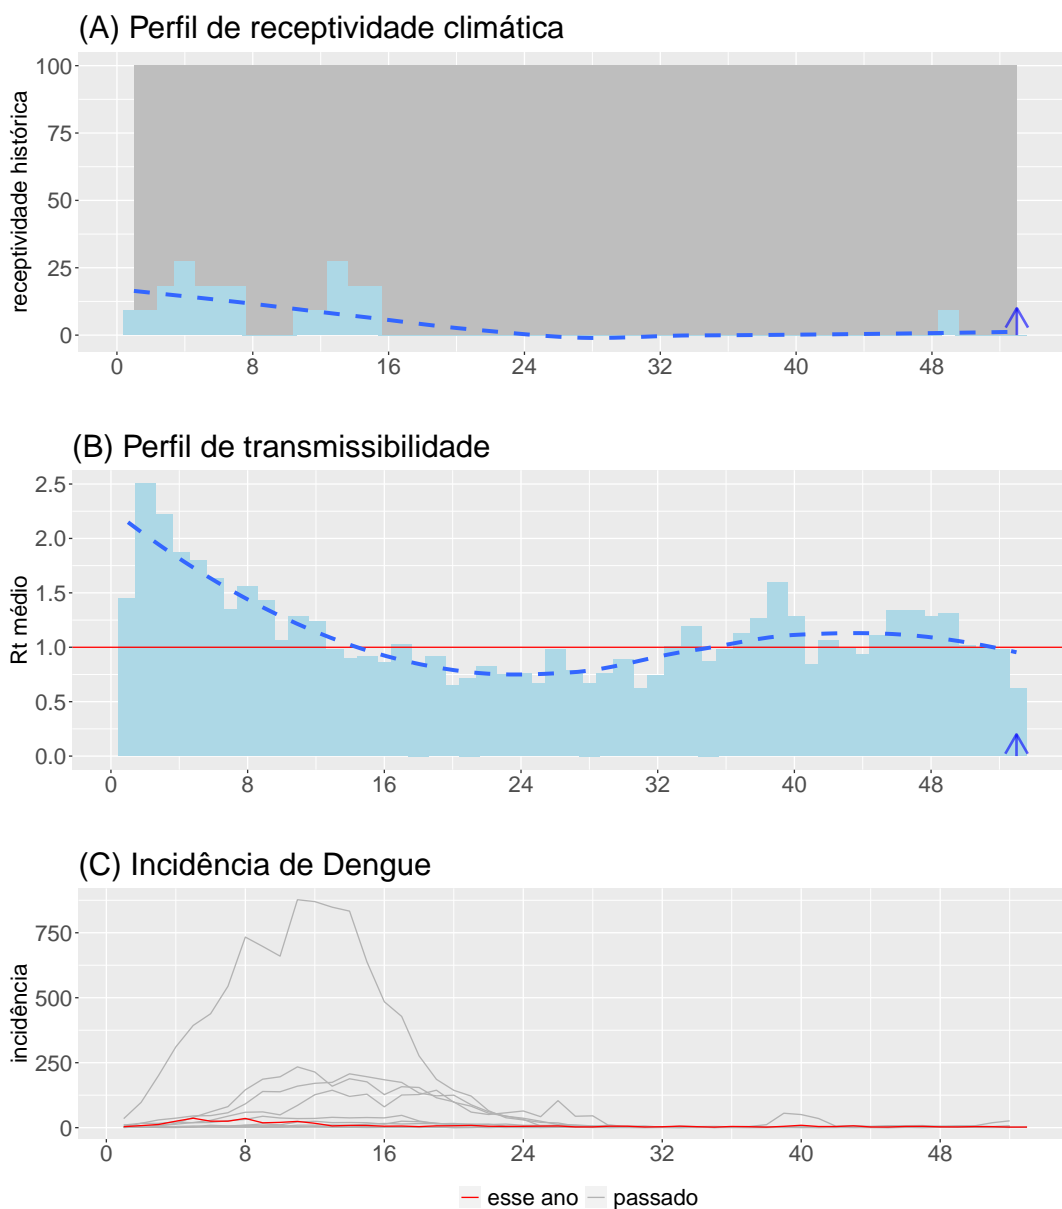 (A) Perfil de receptividade climática
receptividade histórica
100
75
50
25
0
0 8 16 24 32 40 48
(B) Perfil de transmissibilidade
Rt médio
2.5
2.0
1.5
1.0
0.5
0.0
0 8 16 24 32 40 48
(C) Incidência de Dengue
incidência
750
500
250
0
0 8 16 24 32 40 48
esse ano passado